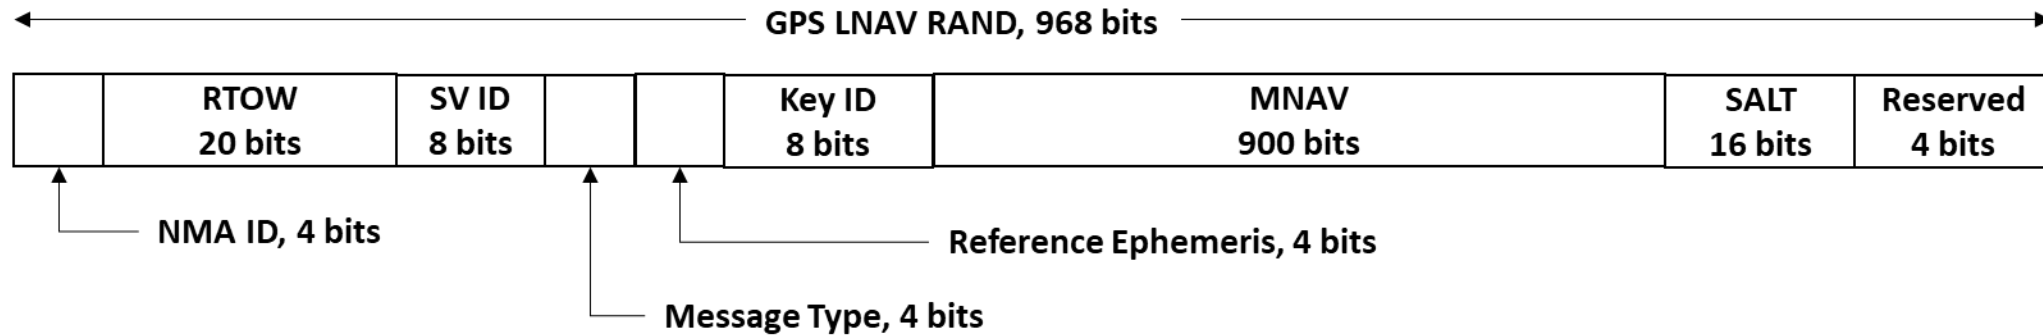 GPS LNAV RAND, 968 bits
RTOW
20 bits
SV ID
8 bits
Key ID
8 bits
MNAV
900 bits
SALT
16 bits
Reserved
4 bits
NMA ID, 4 bits
Reference Ephemeris, 4 bits
Message Type, 4 bits